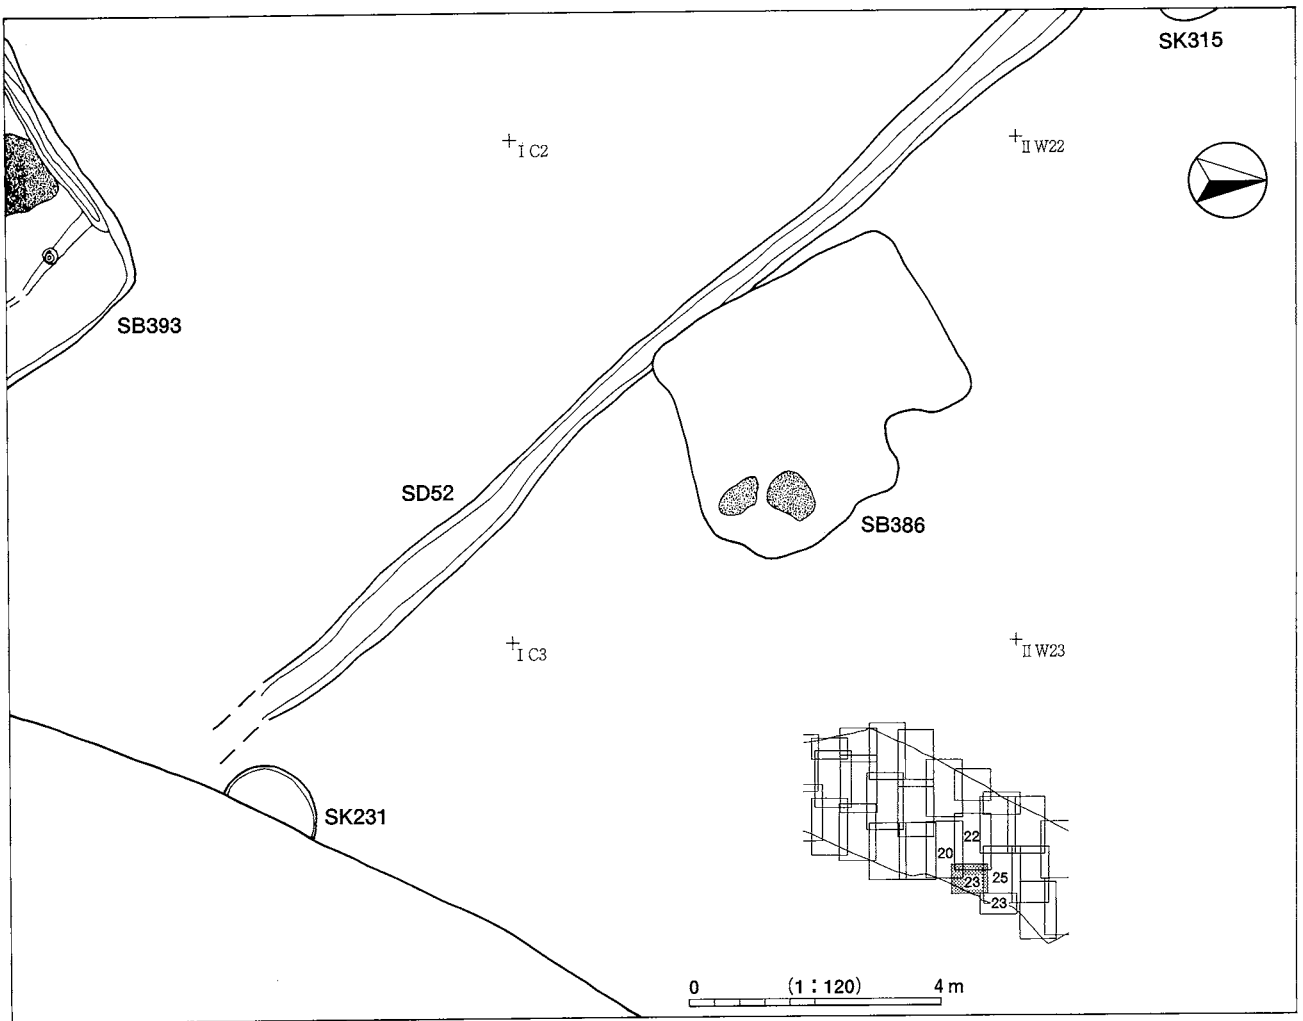 SK315
I C2
II W22
SB393
SD52
SB386
I C3
II W23
SK231
22
20
23
25
23
0 (1：120) 4 m